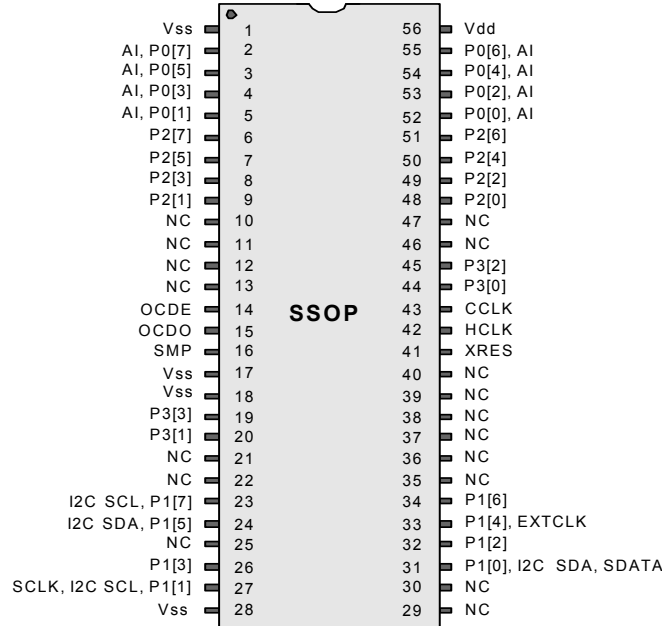 Vss 1 56 Vdd
AI, P0[7] 2 55 P0[6], AI
AI, P0[5] 3 54 P0[4], AI
AI, P0[3] 4 53 P0[2], AI
AI, P0[1] 5 52 P0[0], AI
P2[7] 6 51 P2[6]
P2[5] 7 50 P2[4]
P2[3] 8 49 P2[2]
P2[1] 9 48 P2[0]
NC 10 47 NC
NC 11 46 NC
NC 12 45 P3[2]
NC 13 44 P3[0]
OCDE 14 SSOP 43 CCLK
OCDO 15 42 HCLK
SMP 16 41 XRES
Vss 17 40 NC
Vss 18 39 NC
P3[3] 19 38 NC
P3[1] 20 37 NC
NC 21 36 NC
NC 22 35 NC
I2C SCL, P1[7] 23 34 P1[6]
I2C SDA, P1[5] 24 33 P1[4], EXTCLK
NC 25 32 P1[2]
P1[3] 26 31 P1[0], I2C SDA, SDATA
SCLK, I2C SCL, P1[1] 27 30 NC
Vss 28 29 NC